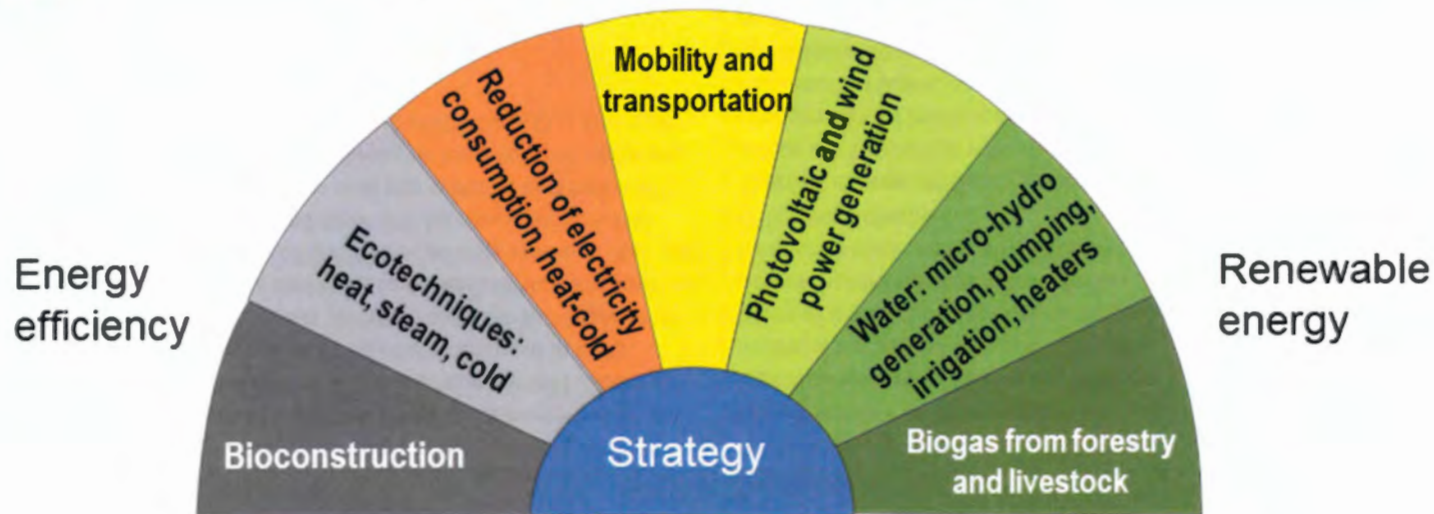 Energy
efficiency
Bioconstruction
Ecotechniques:
heat, steam, cold
Reduction of electricity
consumption, heat-cold
Mobility and
transportation
Photovoltaic and wind
power generation
Water: micro-hydro
generation, pumping,
irrigation, heaters
Biogas from forestry
and livestock
Strategy
Renewable
energy